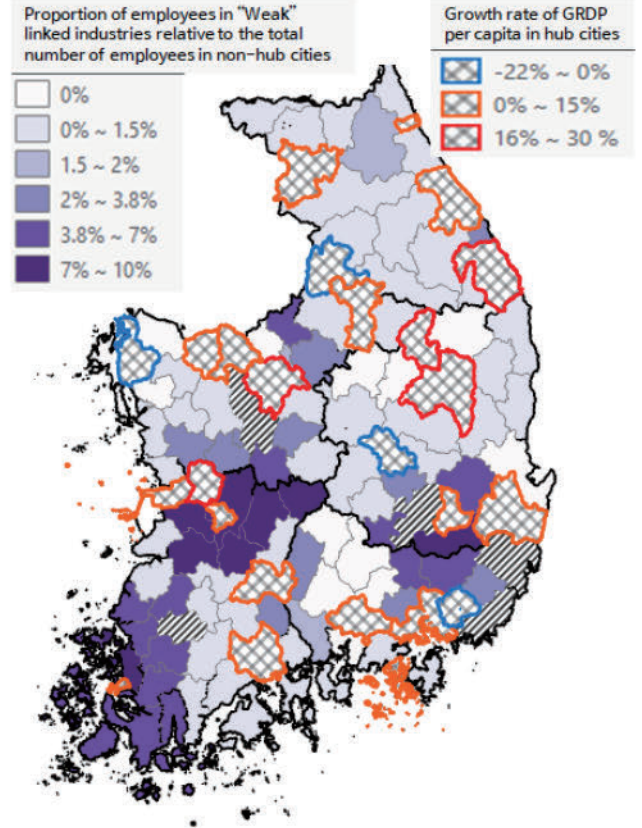 Proportion of employees in “Weak”
linked industries relative to the total
number of employees in non-hub cities
0%
0% ~ 1.5%
1.5 ~ 2%
2% ~ 3.8%
3.8% ~ 7%
7% ~ 10%
Growth rate of GRDP
per capita in hub cities
-22% ~ 0%
0% ~ 15%
16% ~ 30 %